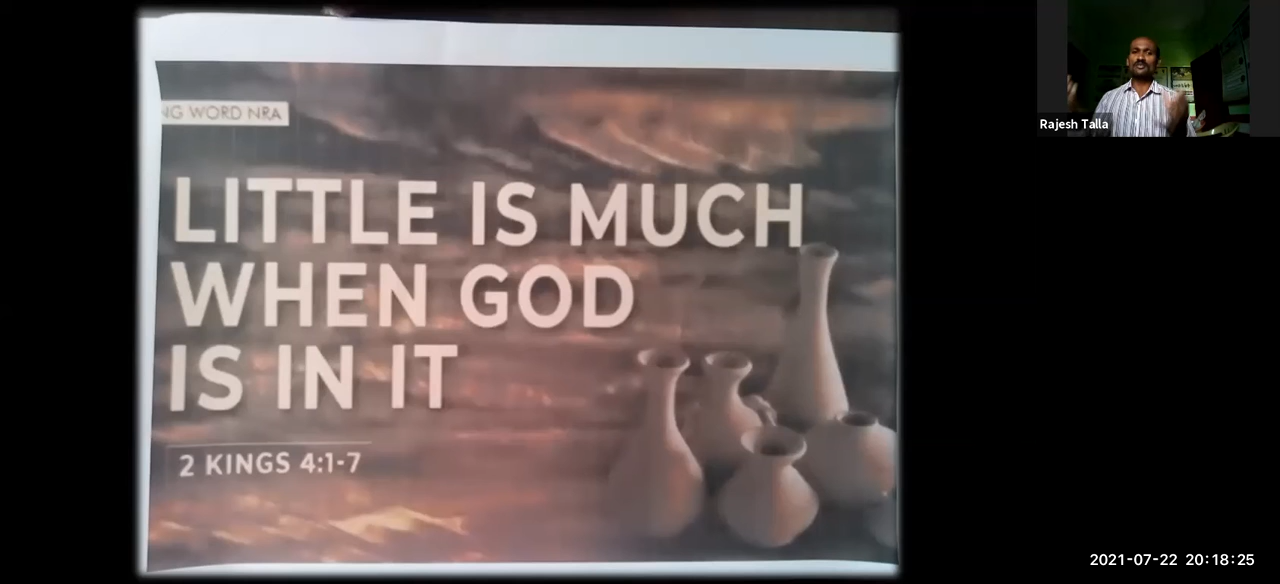 NG WORD NRA
LITTLE IS MUCH
WHEN GOD
IS IN IT
2 KINGS 4:1-7
Rajesh Talla
2021-07-22 20:18:25